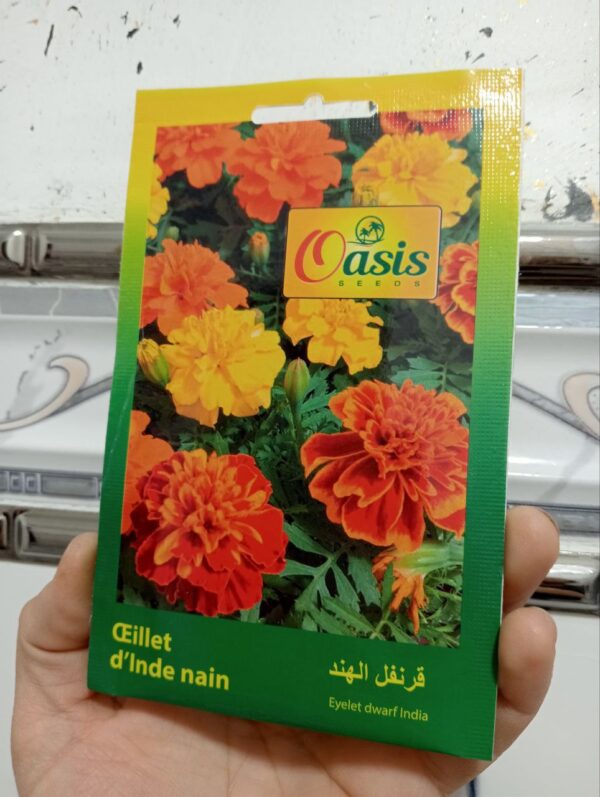 Oasis
SEEDS
Œillet
d'Inde nain
قرنفل الهند
Eyelet dwarf India